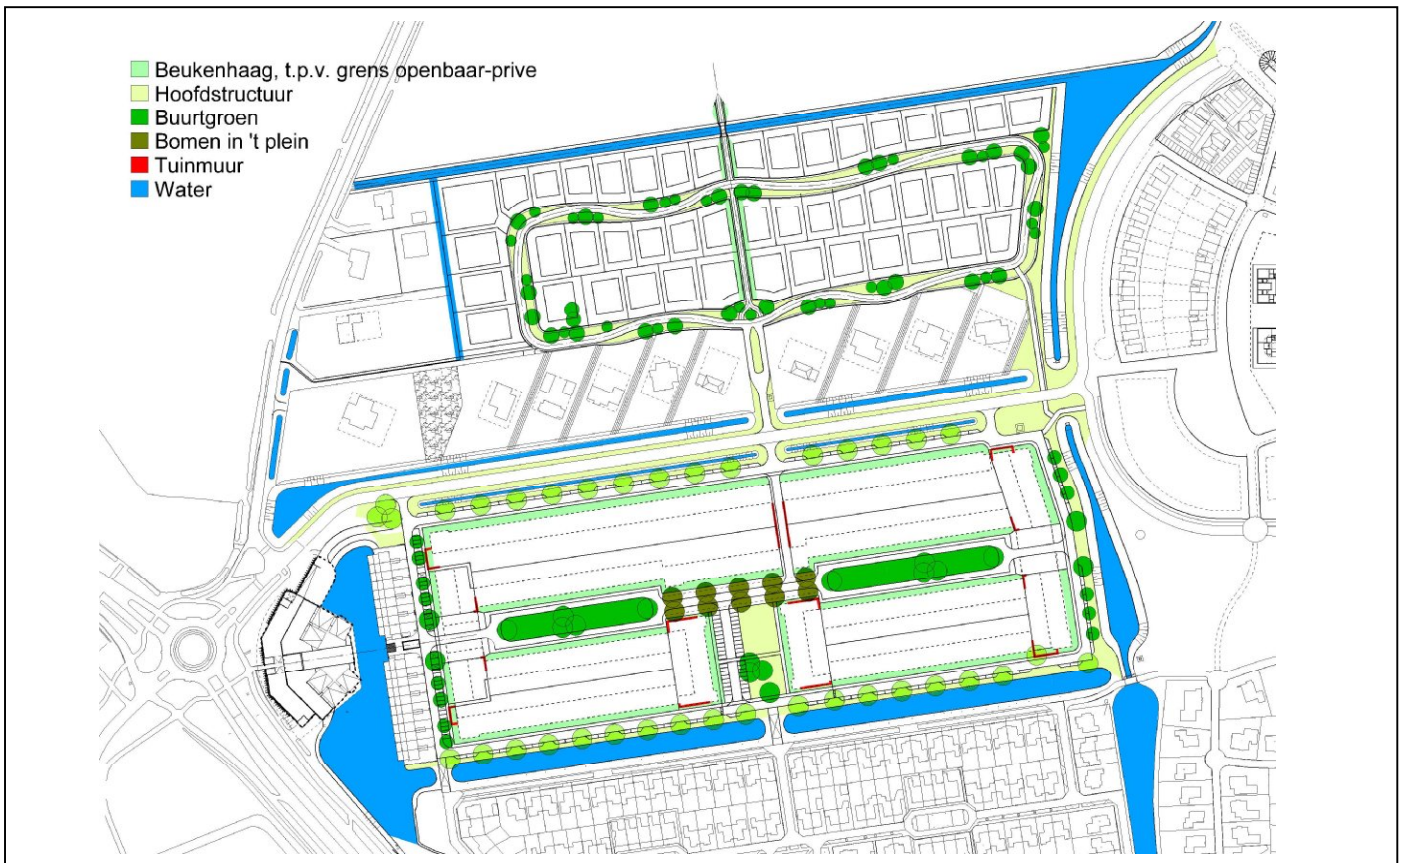 Beukenhaag, t.p.v. grens openbaar-prive
Hoofdstructuur
Buurtgroen
Bomen in 't plein
Tuinmuur
Water